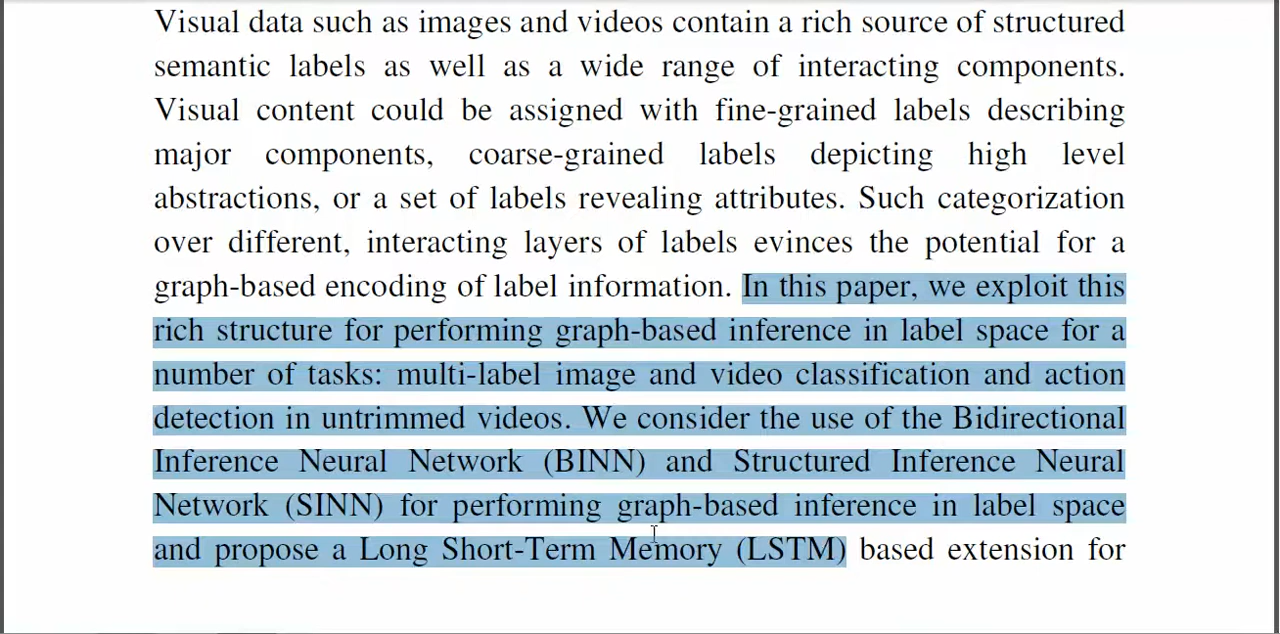 Visual data such as images and videos contain a rich source of structured
semantic labels as well as a wide range of interacting components.
Visual content could be assigned with fine-grained labels describing
major components, coarse-grained labels depicting high level
abstractions, or a set of labels revealing attributes. Such categorization
over different, interacting layers of labels evinces the potential for a
graph-based encoding of label information. In this paper, we exploit this
rich structure for performing graph-based inference in label space for a
number of tasks: multi-label image and video classification and action
detection in untrimmed videos. We consider the use of the Bidirectional
Inference Neural Network (BINN) and Structured Inference Neural
Network (SINN) for performing graph-based inference in label space
and propose a Long Short-Term Memory (LSTM) based extension for